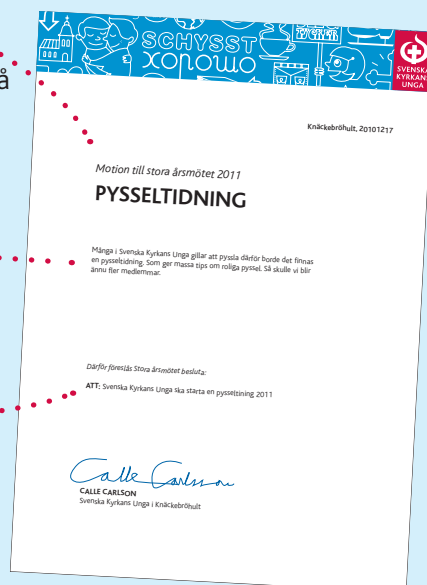 å
SCHYSST
SVENSKA
KYRKANS
UNGA
Knäckebröhult, 20101217
Motion till stora årsmötet 2011
PYSSELTIDNING
Många i Svenska Kyrkans Unga gillar att pyssla därför borde det finnas
en pysseltidning. Som ger massa tips om roliga pyssel. Så skulle vi blir
ännu fler medlemmar.
Därför föreslås Stora årsmötet besluta:
ATT: Svenska Kyrkans Unga ska starta en pysseltining 2011
Calle Carlsson
CALLE CARLSON
Svenska Kyrkans Unga i Knäckebröhult